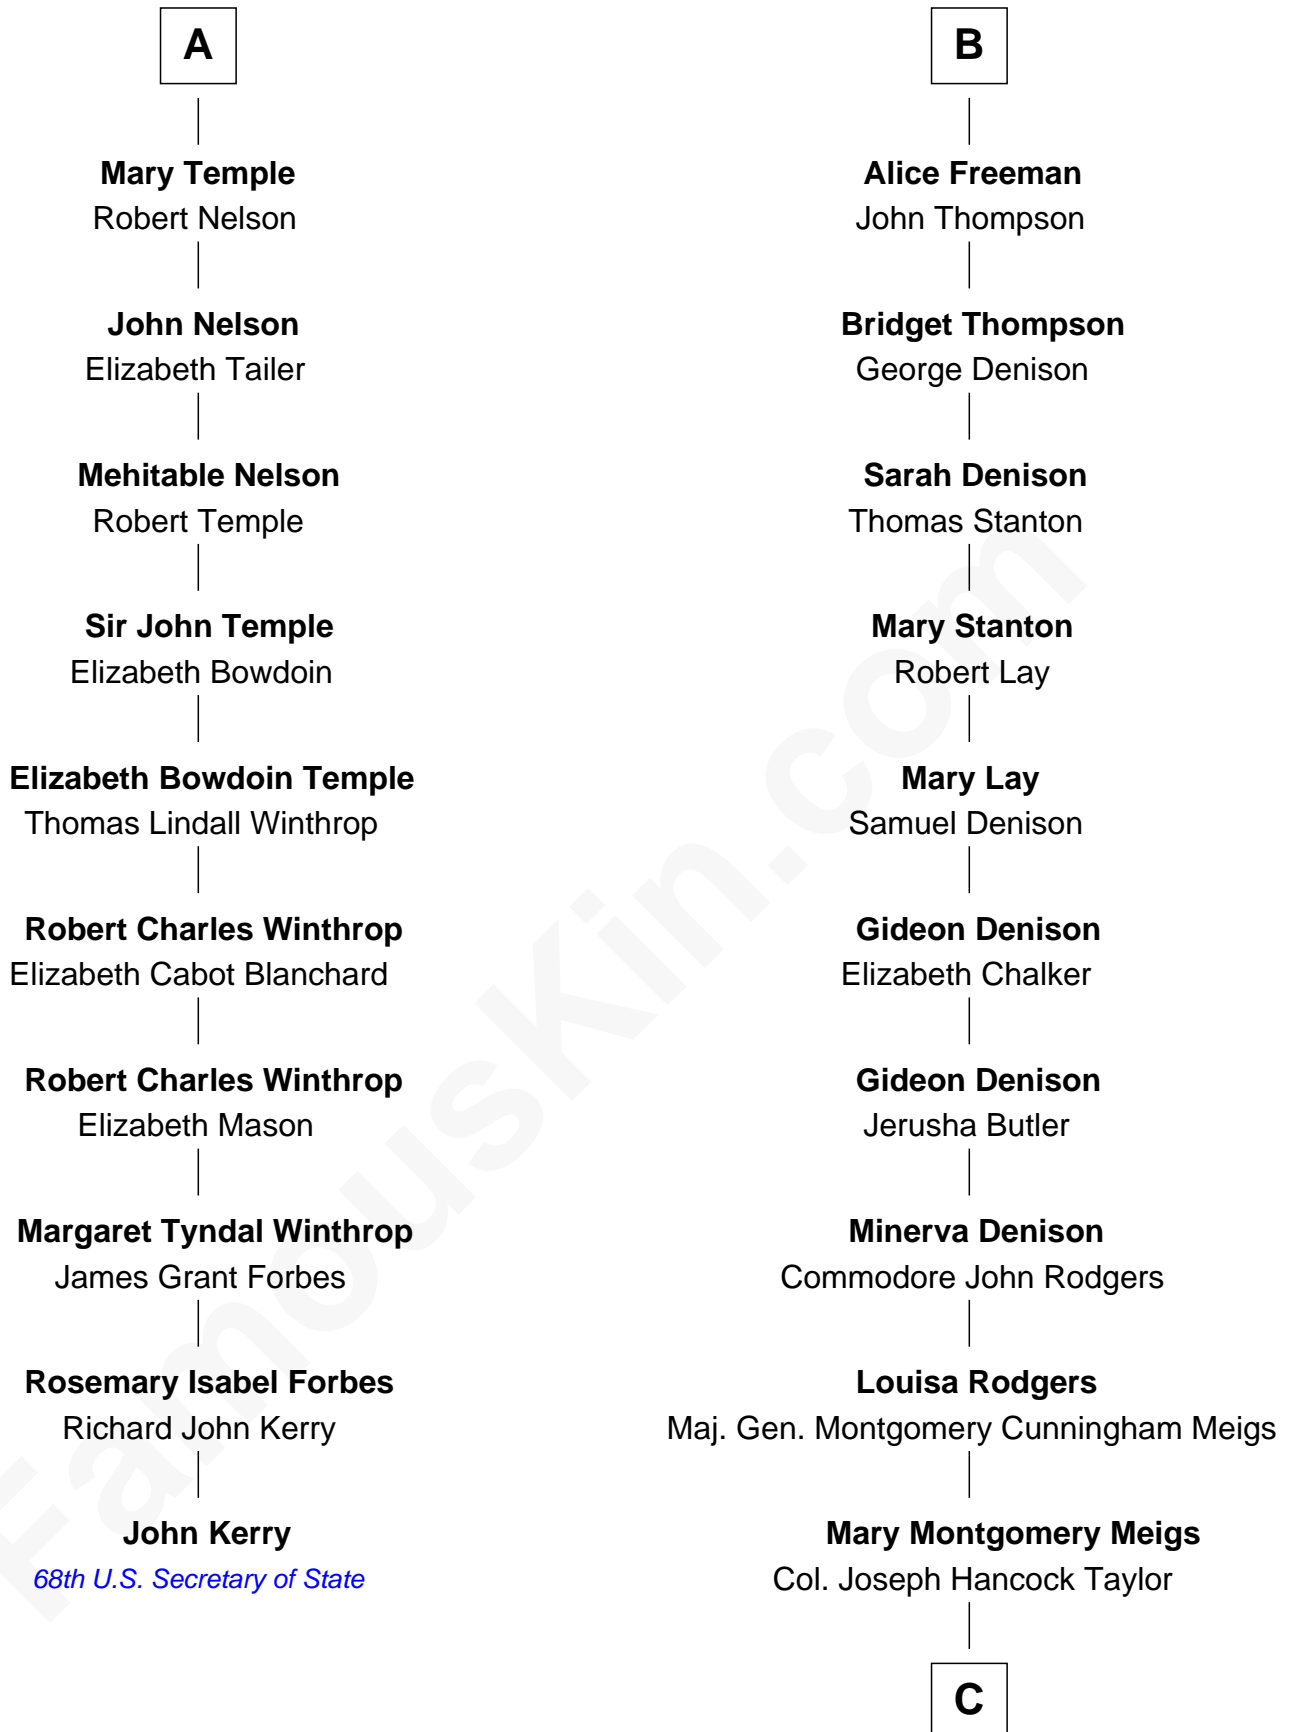 A
Mary Temple
Robert Nelson
John Nelson
Elizabeth Tailer
Mehitable Nelson
Robert Temple
Sir John Temple
Elizabeth Bowdoin
Elizabeth Bowdoin Temple
Thomas Lindall Winthrop
Robert Charles Winthrop
Elizabeth Cabot Blanchard
Robert Charles Winthrop
Elizabeth Mason
Margaret Tyndal Winthrop
James Grant Forbes
Rosemary Isabel Forbes
Richard John Kerry
John Kerry
68th U.S. Secretary of State
B
Alice Freeman
John Thompson
Bridget Thompson
George Denison
Sarah Denison
Thomas Stanton
Mary Stanton
Robert Lay
Mary Lay
Samuel Denison
Gideon Denison
Elizabeth Chalker
Gideon Denison
Jerusha Butler
Minerva Denison
Commodore John Rodgers
Louisa Rodgers
Maj. Gen. Montgomery Cunningham Meigs
Mary Montgomery Meigs
Col. Joseph Hancock Taylor
C
FamousKin.com